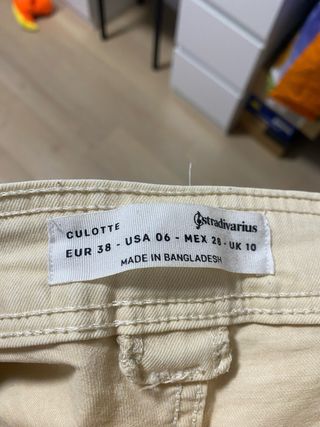 CULOTTE
stradivarius
EUR 38 - USA 06 - MEX 28 - UK 10
MADE IN BANGLADESH